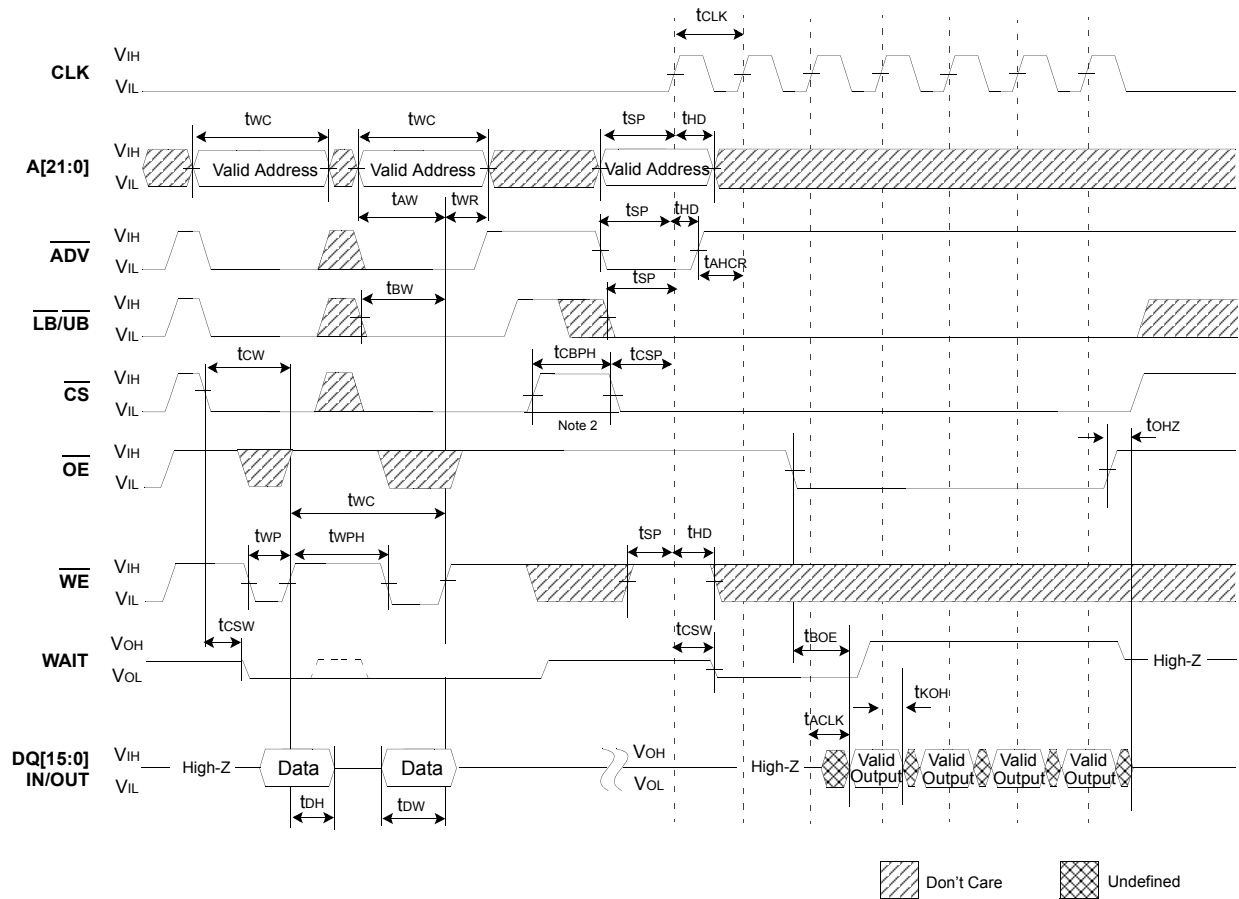 tCLK
CLK
VIH
VIL
tWC
tWC
tSP
tHD
A[21:0]
VIH
VIL
Valid Address
Valid Address
Valid Address
tAW
tWR
tSP
tHD
ADV
VIH
VIL
tAHCR
tBW
tSP
LB/UB
VIH
VIL
tCW
tCBPH
tCSP
CS
VIH
VIL
Note 2
tOHZ
OE
VIH
VIL
tWC
tWP
tWPH
tSP
tHD
WE
VIH
VIL
tCSW
tCSW
tBOE
WAIT
VOH
VOL
High-Z
tKOH
tACLK
DQ[15:0]
IN/OUT
VIH
VIL
High-Z
Data
Data
VOH
VOL
High-Z
Valid
Output
Valid
Output
Valid
Output
Valid
Output
tDH
tDW
Don't Care
Undefined